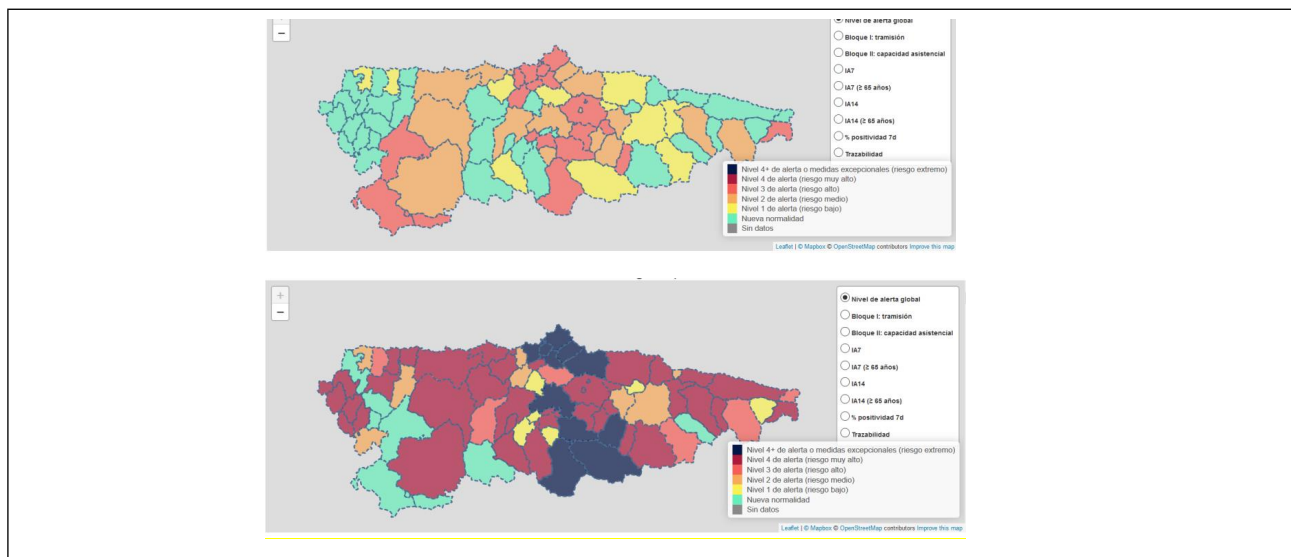 −
Nivel de alerta global
Bloque I: tramisión
Bloque II: capacidad asistencial
IA7
IA7 (≥ 65 años)
IA14
IA14 (≥ 65 años)
% positividad 7d
Trazabilidad
Nivel 4+ de alerta o medidas excepcionales (riesgo extremo)
Nivel 4 de alerta (riesgo muy alto)
Nivel 3 de alerta (riesgo alto)
Nivel 2 de alerta (riesgo medio)
Nivel 1 de alerta (riesgo bajo)
Nueva normalidad
Sin datos
Leaflet | © Mapbox © OpenStreetMap contributors Improve this map
+
−
Nivel de alerta global
Bloque I: tramisión
Bloque II: capacidad asistencial
IA7
IA7 (≥ 65 años)
IA14
IA14 (≥ 65 años)
% positividad 7d
Trazabilidad
Nivel 4+ de alerta o medidas excepcionales (riesgo extremo)
Nivel 4 de alerta (riesgo muy alto)
Nivel 3 de alerta (riesgo alto)
Nivel 2 de alerta (riesgo medio)
Nivel 1 de alerta (riesgo bajo)
Nueva normalidad
Sin datos
Leaflet | © Mapbox © OpenStreetMap contributors Improve this map